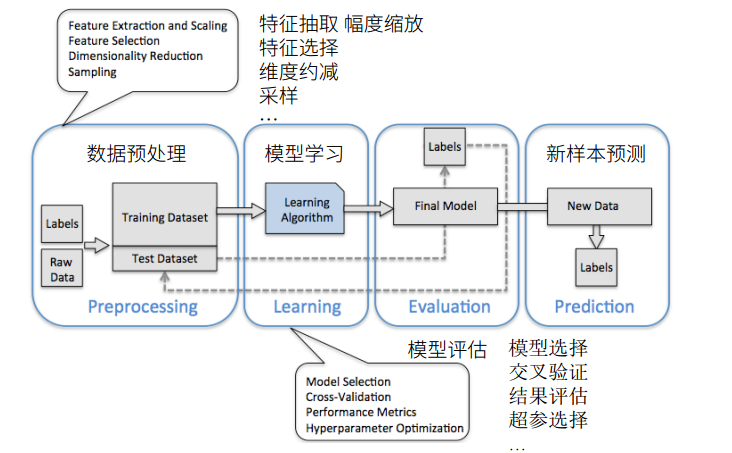 Feature Extraction and Scaling
Feature Selection
Dimensionality Reduction
Sampling
特征抽取 幅度缩放
特征选择
维度约减
采样
...
数据预处理
模型学习
新样本预测
Labels
Training Dataset
Learning
Algorithm
Final Model
New Data
Labels
Raw
Data
Test Dataset
Labels
Preprocessing
Learning
Evaluation
Prediction
模型评估
模型选择
交叉验证
结果评估
超参选择
...
Model Selection
Cross-Validation
Performance Metrics
Hyperparameter Optimization